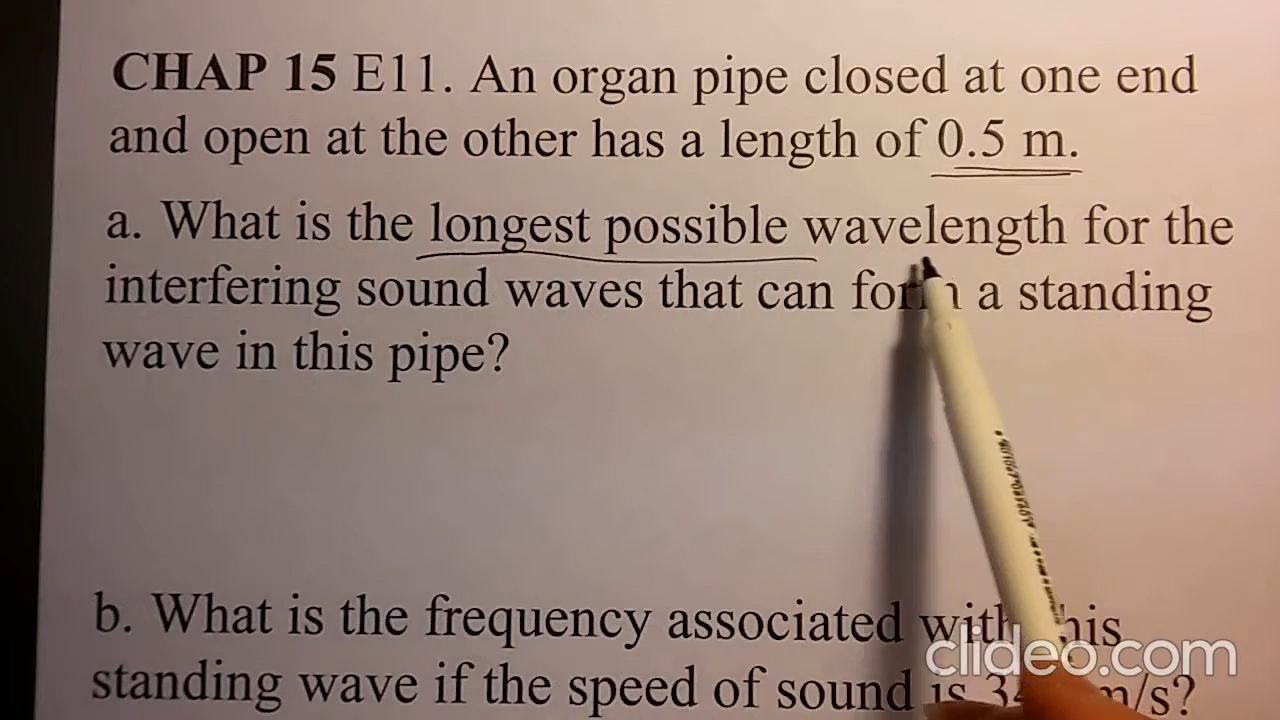 CHAP 15 E11. An organ pipe closed at one end
and open at the other has a length of 0.5 m.
a. What is the longest possible wavelength for the
interfering sound waves that can form a standing
wave in this pipe?
b. What is the frequency associated with this
standing wave if the speed of sound is m/s?
clideo.com